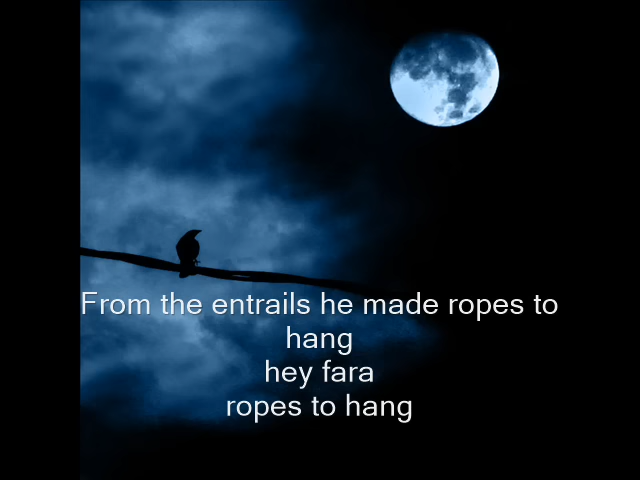 From the entrails he made ropes to
hang
hey fara
ropes to hang